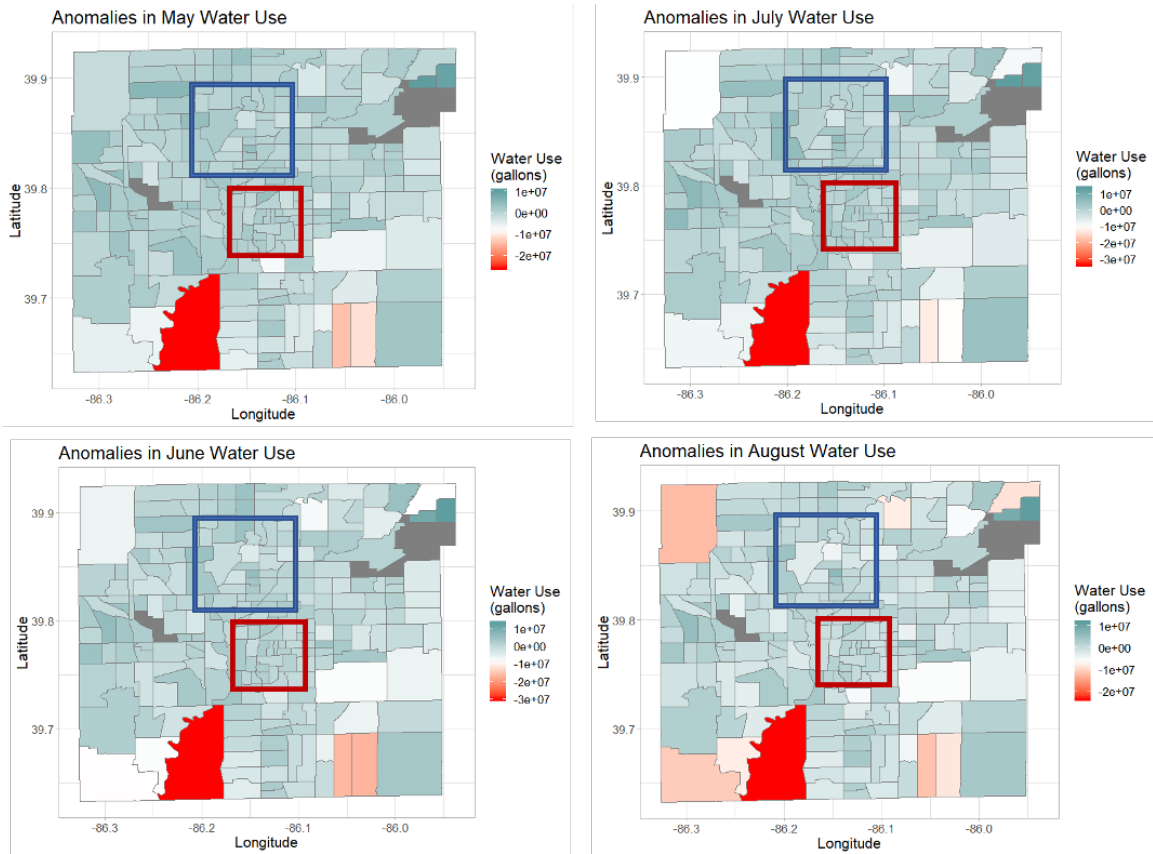 Anomalies in May Water Use
39.9
39.8
39.7
Latitude
-86.3
-86.2
-86.1
-86.0
Longitude
Water Use
(gallons)
1e+07
0e+00
-1e+07
-2e+07
Anomalies in July Water Use
39.9
39.8
39.7
Latitude
-86.3
-86.2
-86.1
-86.0
Longitude
Water Use
(gallons)
1e+07
0e+00
-1e+07
-2e+07
-3e+07
Anomalies in June Water Use
39.9
39.8
39.7
Latitude
-86.3
-86.2
-86.1
-86.0
Longitude
Water Use
(gallons)
1e+07
0e+00
-1e+07
-2e+07
-3e+07
Anomalies in August Water Use
39.9
39.8
39.7
Latitude
-86.3
-86.2
-86.1
-86.0
Longitude
Water Use
(gallons)
1e+07
0e+00
-1e+07
-2e+07